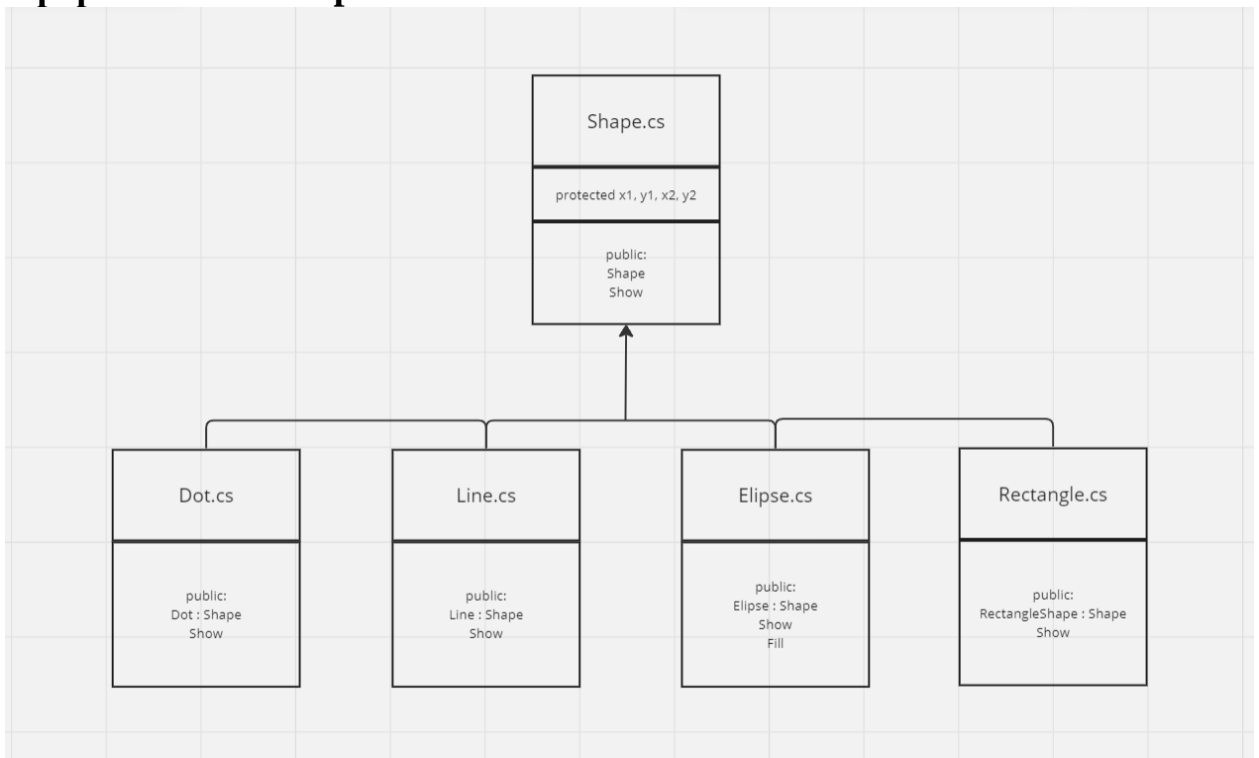 Shape.cs
protected x1, y1, x2, y2
public:
Shape
Show
Dot.cs
public:
Dot : Shape
Show
Line.cs
public:
Line : Shape
Show
Elipse.cs
public:
Elipse : Shape
Show
Fill
Rectangle.cs
public:
RectangleShape : Shape
Show